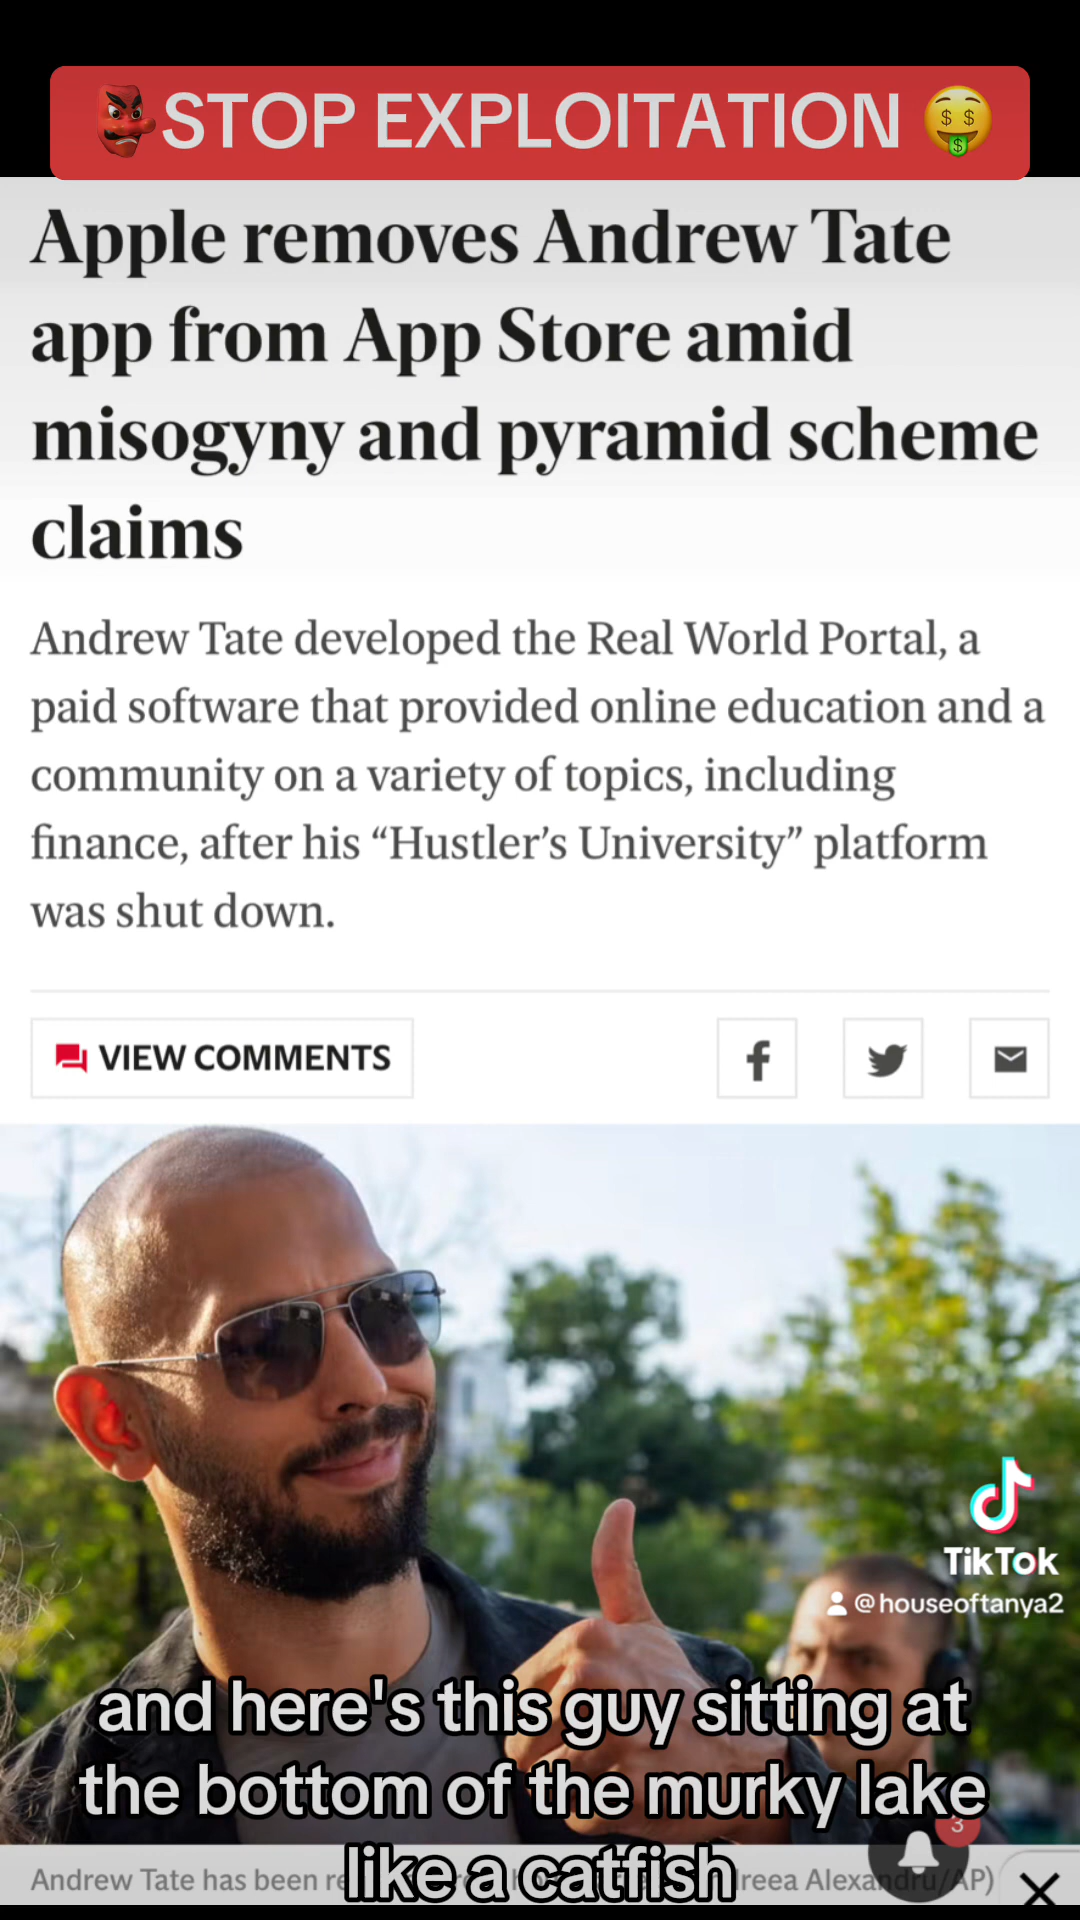 STOP EXPLOITATION
Apple removes Andrew Tate
app from App Store amid
misogyny and pyramid scheme
claims
Andrew Tate developed the Real World Portal, a
paid software that provided online education and a
community on a variety of topics, including
finance, after his “Hustler’s University” platform
was shut down.
VIEW COMMENTS
TikTok
@houseoftanya2
and here's this guy sitting at
the bottom of the murky lake
like a catfish
3
Andrew Tate has been Alexandru/AP)